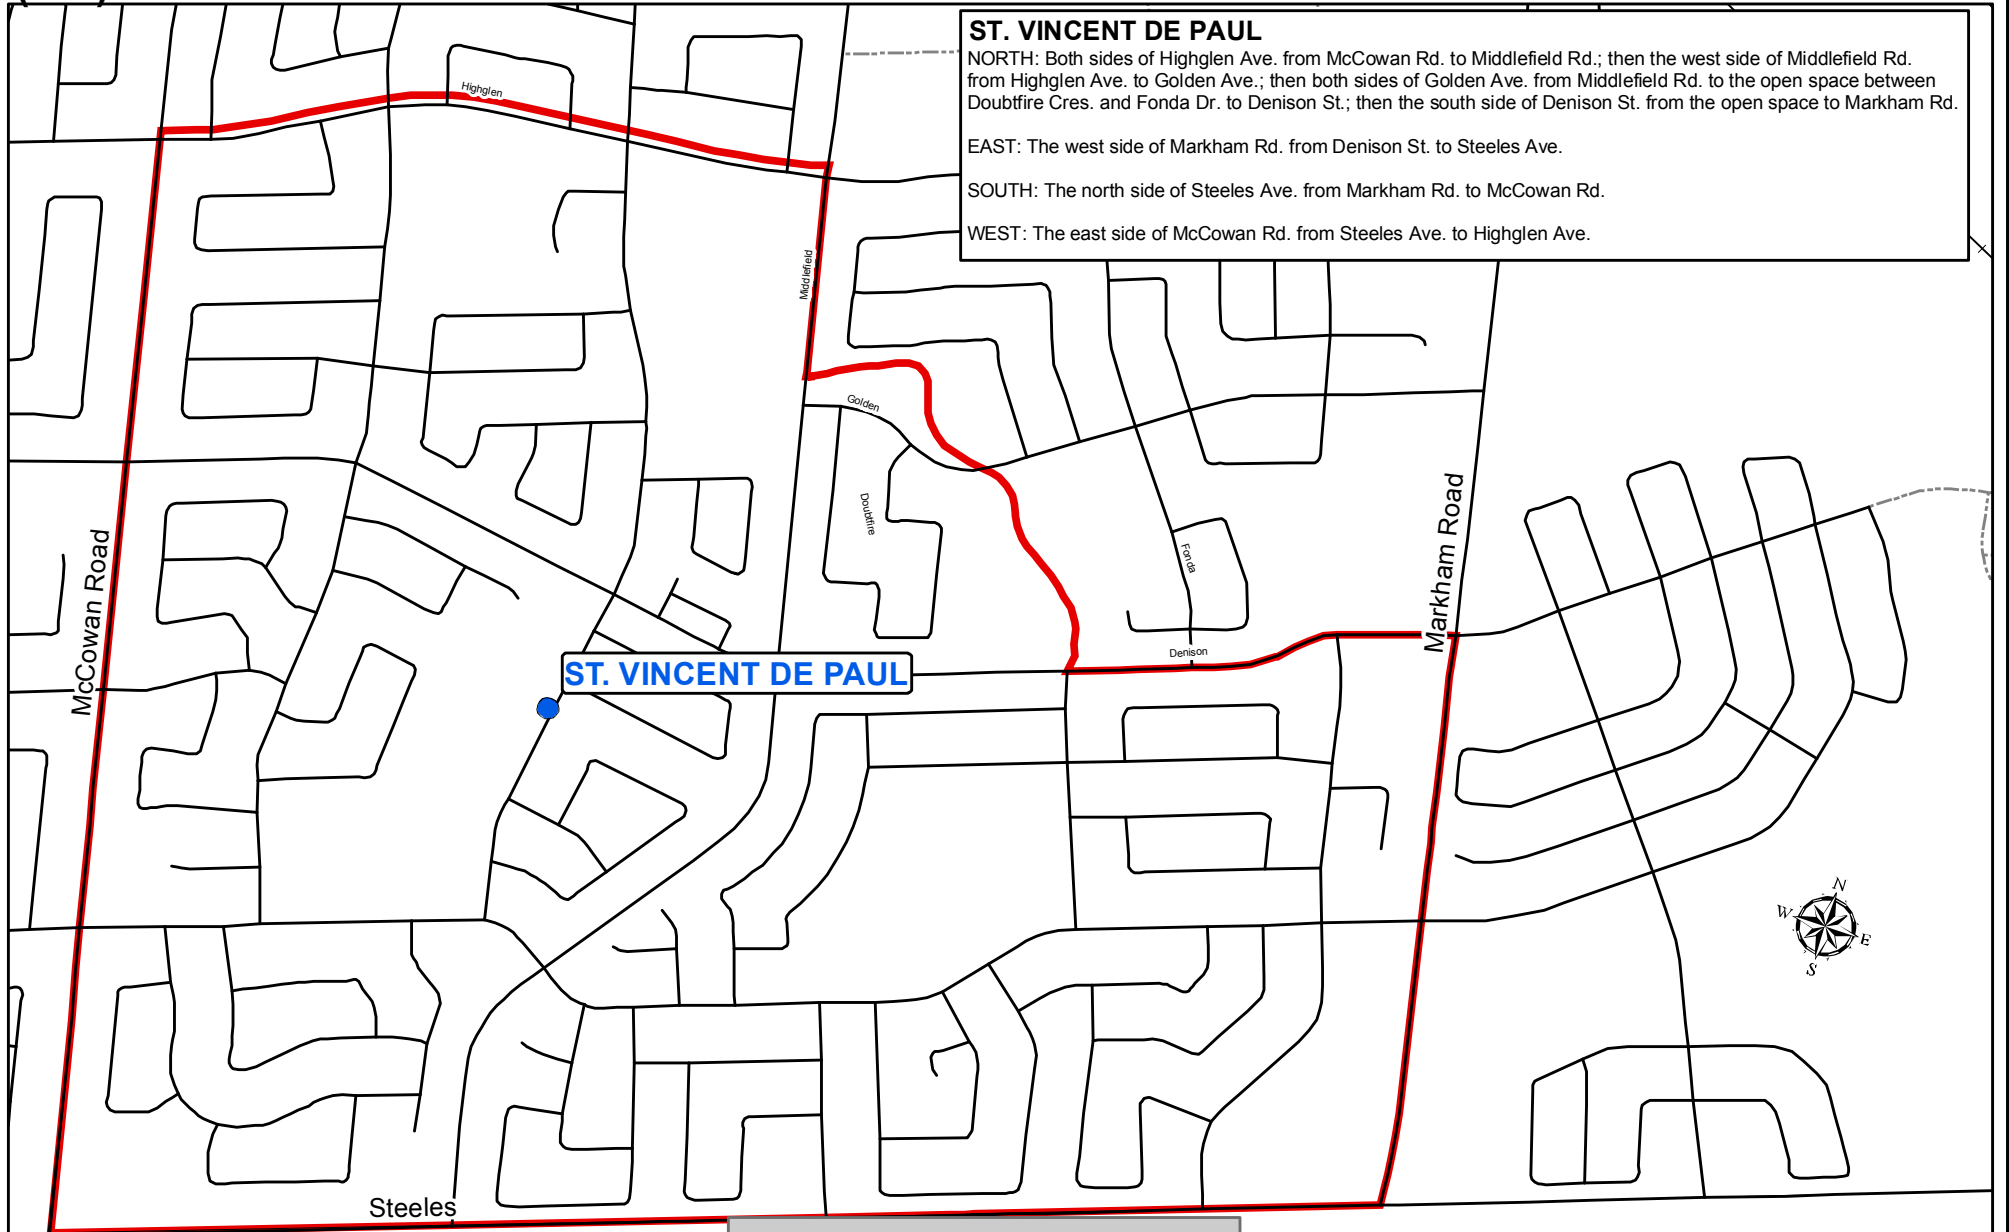 ST. VINCENT DE PAUL
NORTH: Both sides of Highglen Ave. from McCowan Rd. to Middlefield Rd.; then the west side of Middlefield Rd.
from Highglen Ave. to Golden Ave.; then both sides of Golden Ave. from Middlefield Rd. to the open space between
Doubtfire Cres. and Fonda Dr. to Denison St.; then the south side of Denison St. from the open space to Markham Rd.
EAST: The west side of Markham Rd. from Denison St. to Steeles Ave.
SOUTH: The north side of Steeles Ave. from Markham Rd. to McCowan Rd.
WEST: The east side of McCowan Rd. from Steeles Ave. to Highglen Ave.
Highglen
Middlefield
Golden
Doubtfire
Fonda
Markham Road
McCowan Road
Denison
ST. VINCENT DE PAUL
N
W
E
S
Steeles